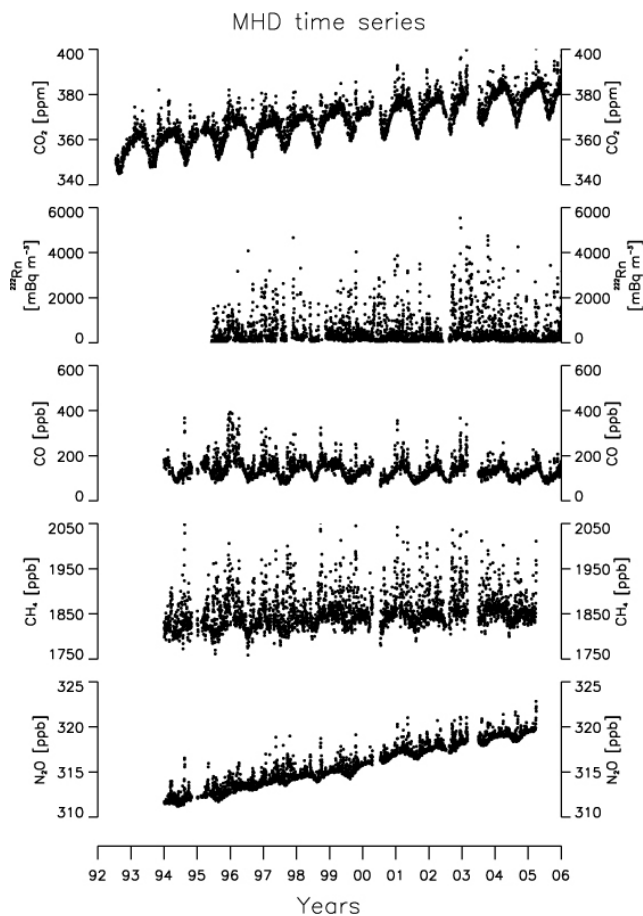 MHD time series
400
380
360
340
CO₂ [ppm]
400
380
360
340
CO₂ [ppm]
6000
4000
2000
0
²²²Rn
[mBq m⁻³]
6000
4000
2000
0
²²²Rn
[mBq m⁻³]
600
400
200
0
CO [ppb]
600
400
200
0
CO [ppb]
2050
1950
1850
1750
CH₄ [ppb]
2050
1950
1850
1750
CH₄ [ppb]
325
320
315
310
N₂O [ppb]
325
320
315
310
N₂O [ppb]
92 93 94 95 96 97 98 99 00 01 02 03 04 05 06
Years